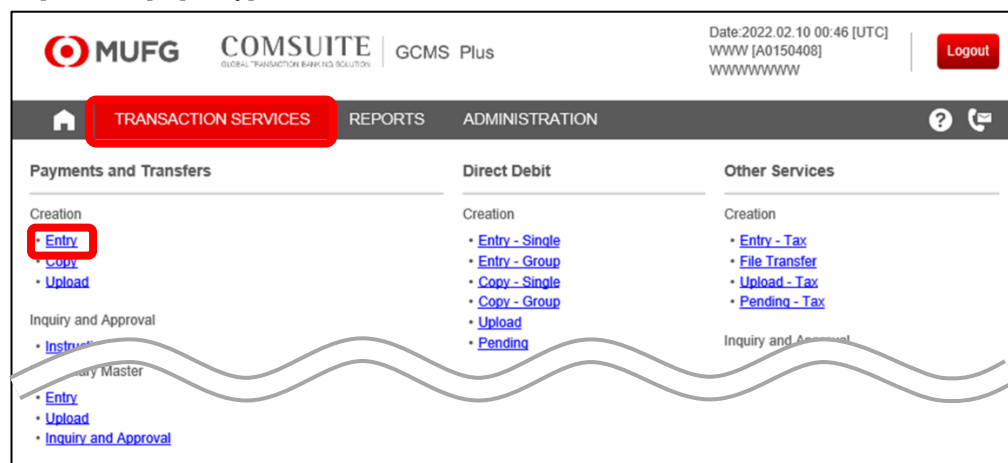 MUFG
COMSUITE
GLOBAL TRANSACTION BANKING SOLUTION
GCMS Plus
Date:2022.02.10 00:46 [UTC]
WWW [A0150408]
WWWWWWWW
Logout
TRANSACTION SERVICES REPORTS ADMINISTRATION
Payments and Transfers
Creation
• Entry
• Copy
• Upload
Inquiry and Approval
Master
• Entry
• Upload
• Inquiry and Approval
Direct Debit
Creation
• Entry - Single
• Entry - Group
• Copy - Single
• Copy - Group
• Upload
• Pending
Other Services
Creation
• Entry - Tax
• File Transfer
• Upload - Tax
• Pending - Tax
Inquiry and Approval